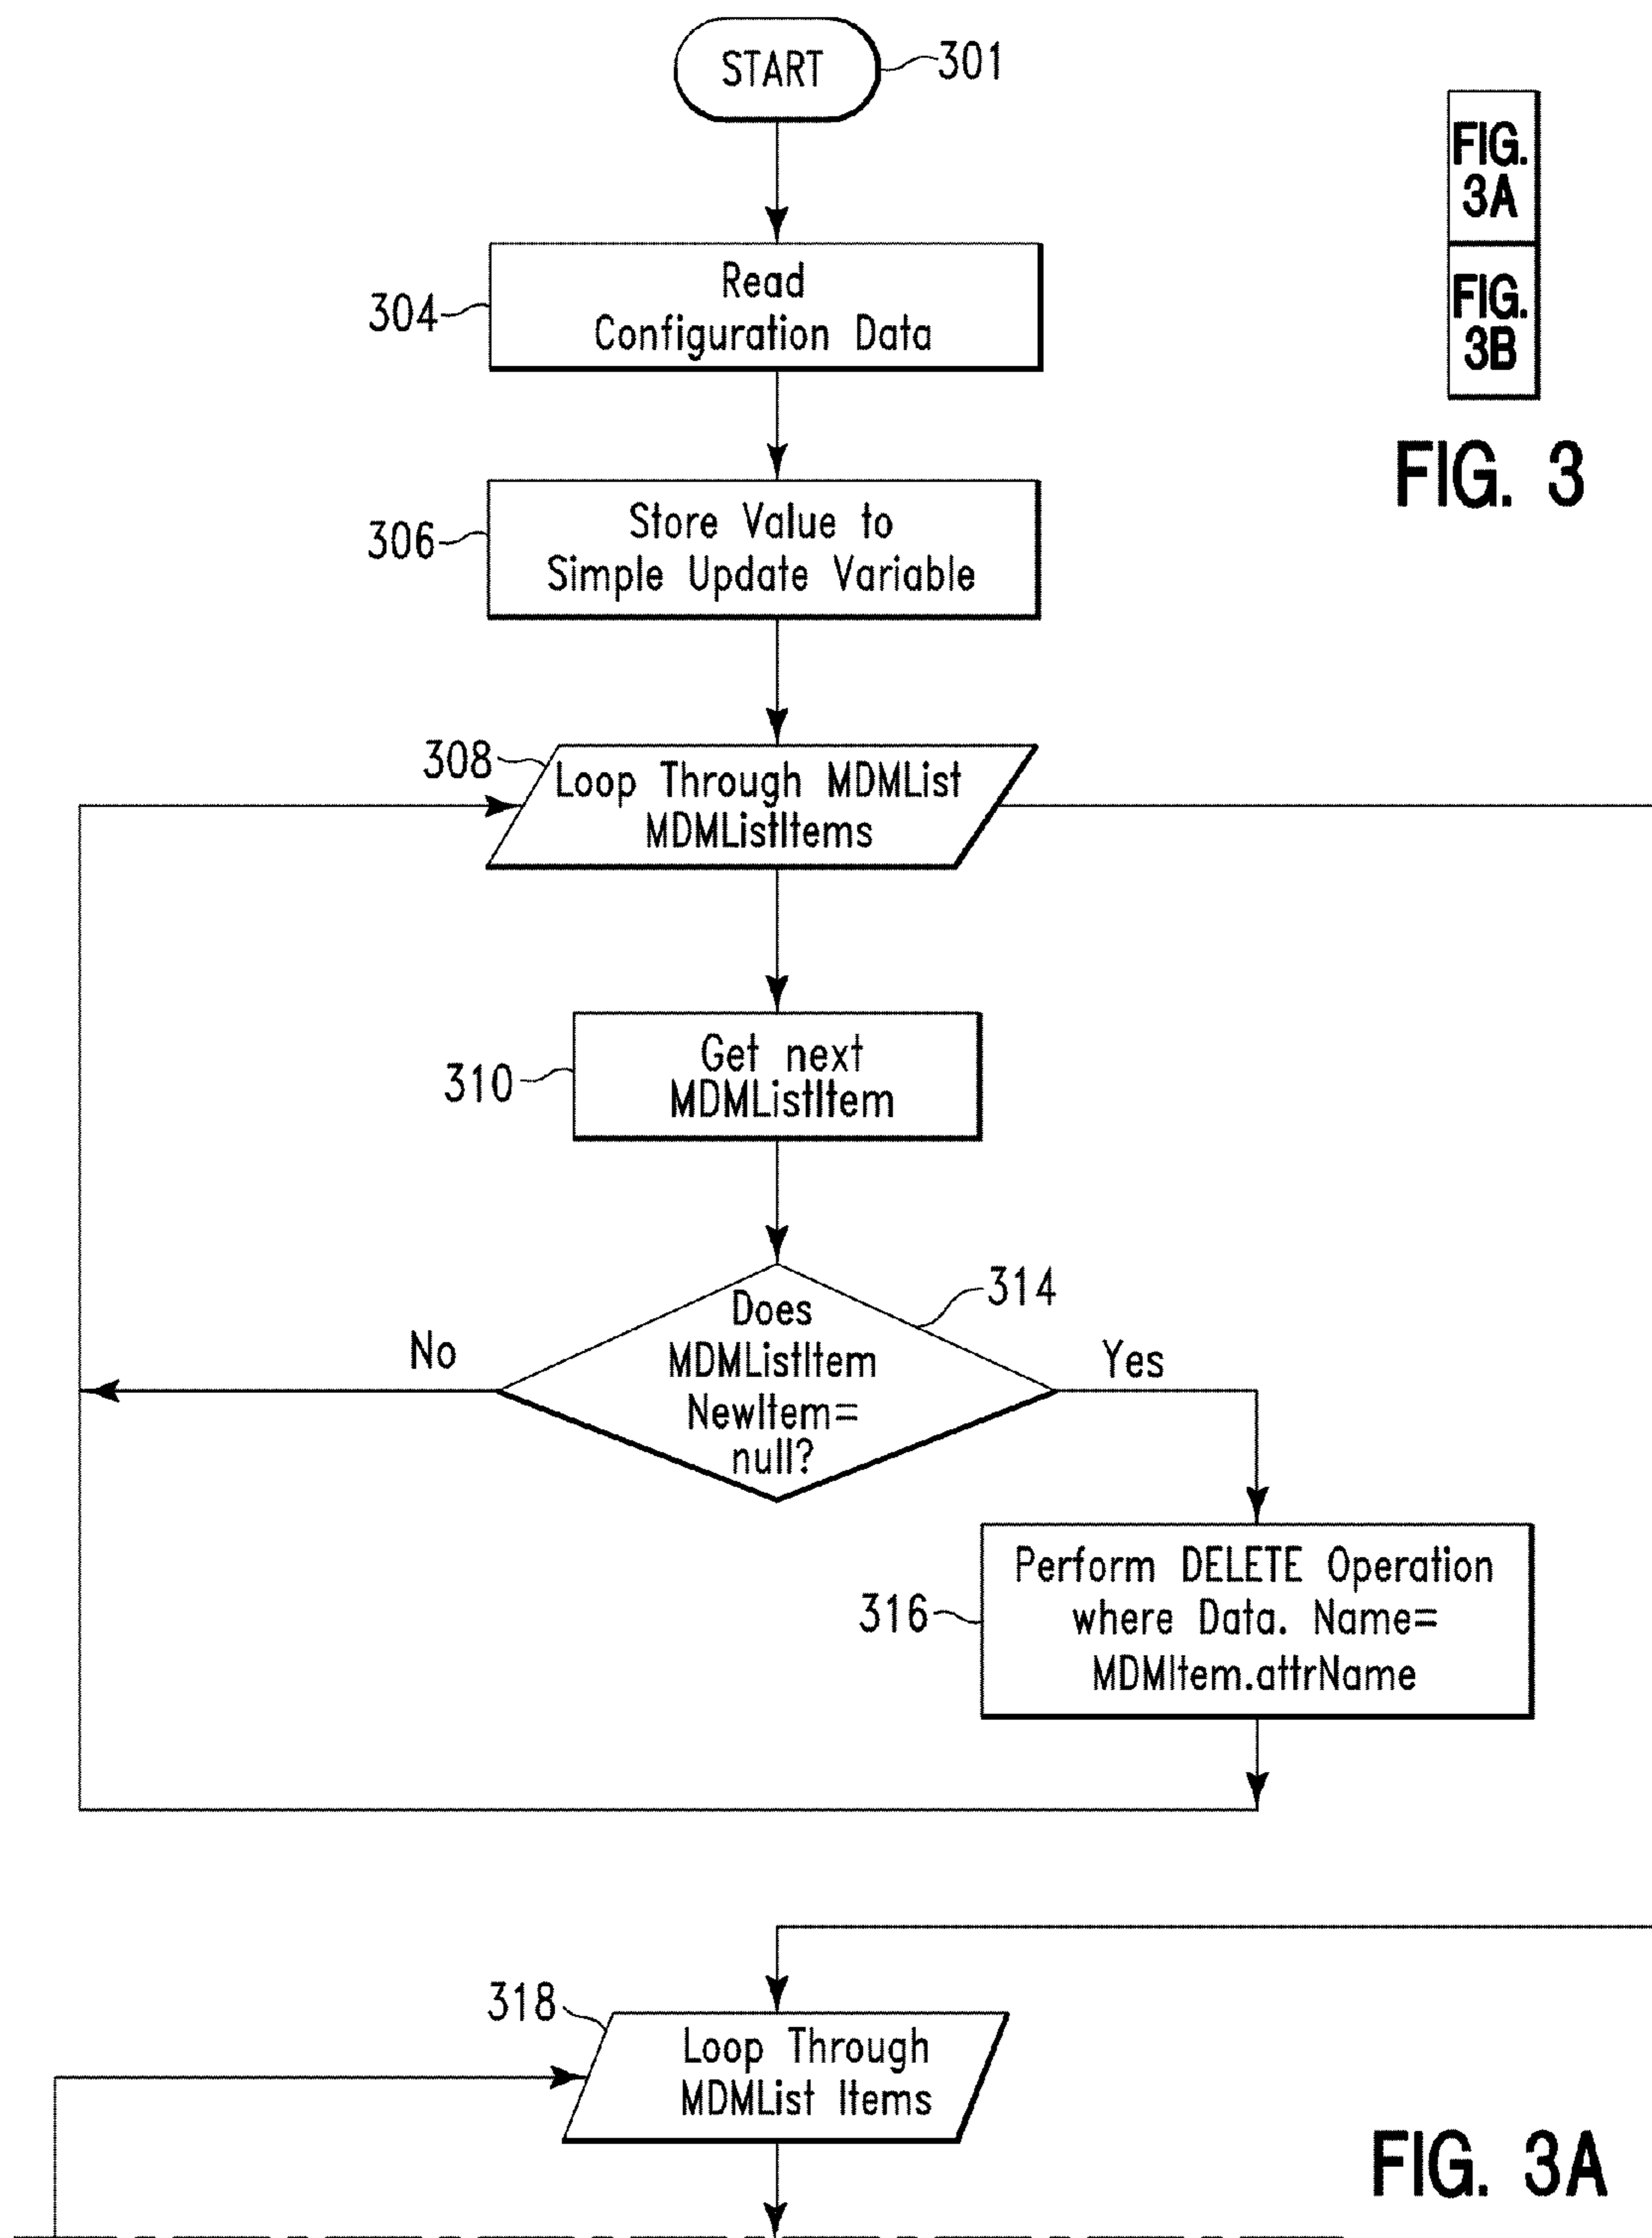 START
301
FIG.
3A
FIG.
3B
FIG. 3
304
Read
Configuration Data
306
Store Value to
Simple Update Variable
308
Loop Through MDMList
MDMListItems
310
Get next
MDMListItem
314
Does
MDMListItem
NewItem=
null?
No
Yes
316
Perform DELETE Operation
where Data. Name=
MDMItem.attrName
318
Loop Through
MDMList Items
FIG. 3A